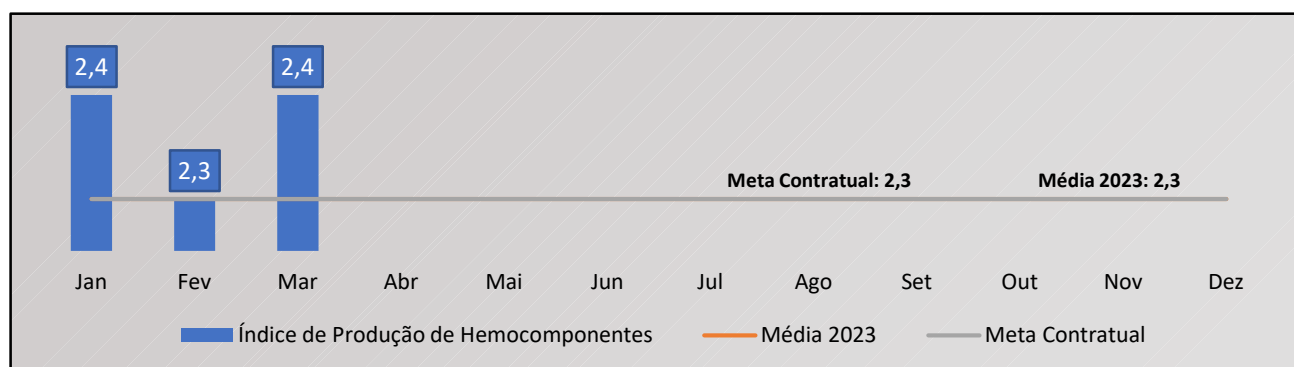 2,4
2,4
2,3
Meta Contratual: 2,3 Média 2023: 2,3
Jan Fev Mar Abr Mai Jun Jul Ago Set Out Nov Dez
Índice de Produção de Hemocomponentes Média 2023 Meta Contratual